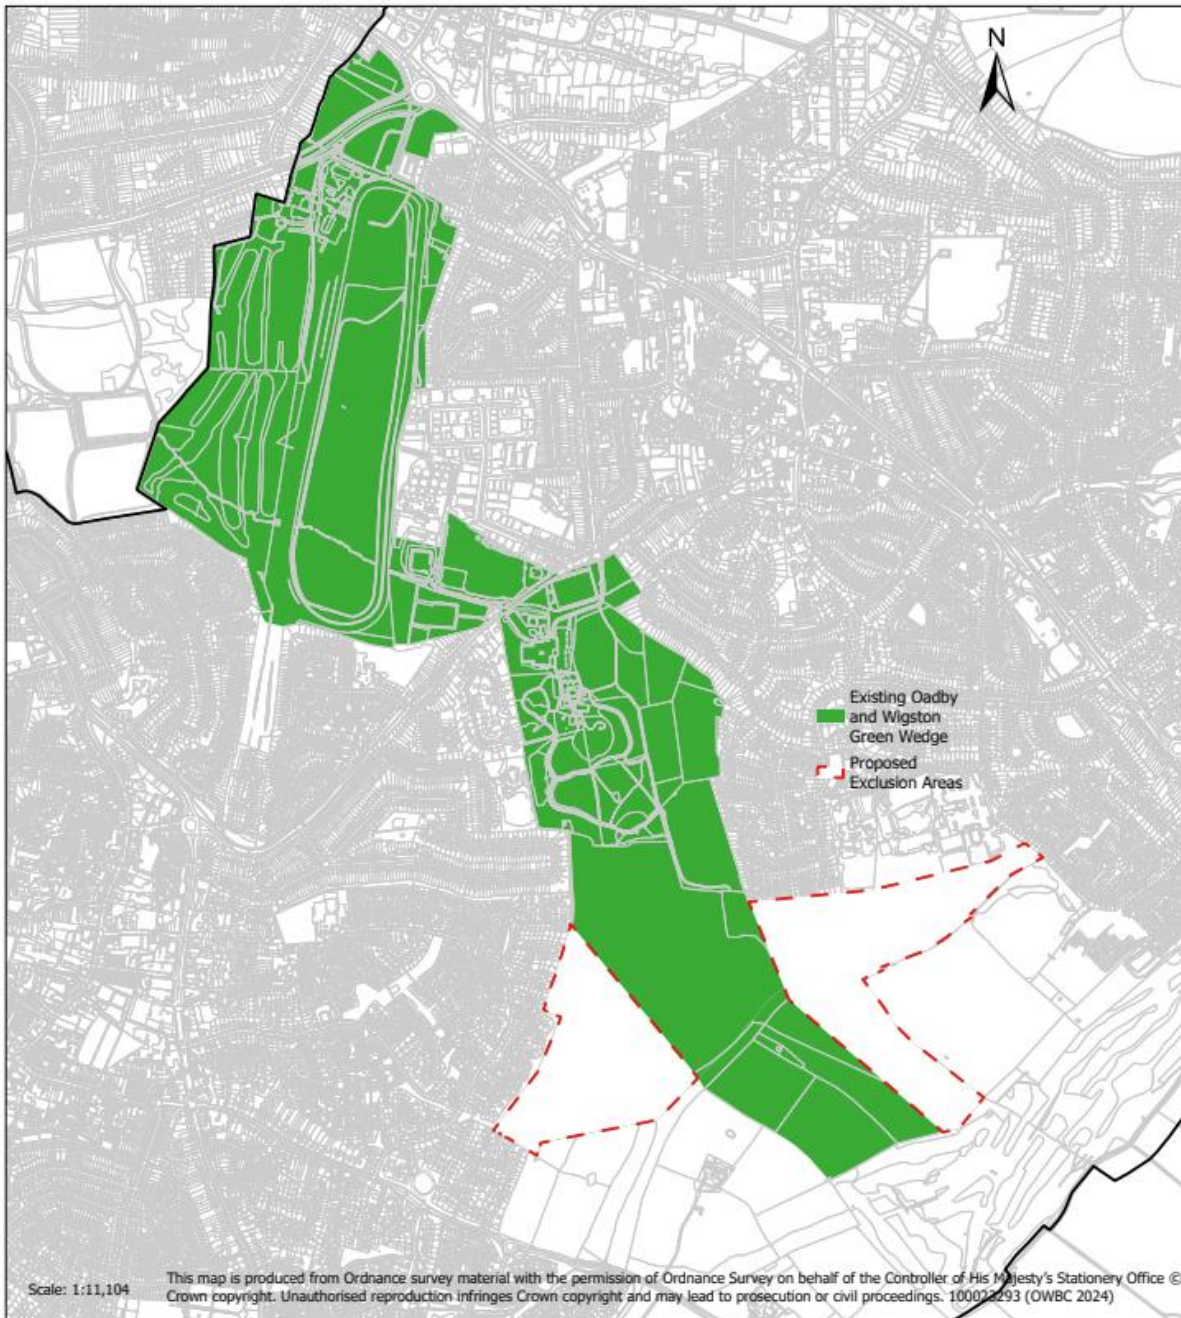 N
Existing Oadby
and Wigston
Green Wedge
Proposed
Exclusion Areas
Scale: 1:11,104
This map is produced from Ordnance survey material with the permission of Ordnance Survey on behalf of the Controller of His Majesty's Stationery Office ©
Crown copyright. Unauthorised reproduction infringes Crown copyright and may lead to prosecution or civil proceedings. 100023293 (OWBC 2024)